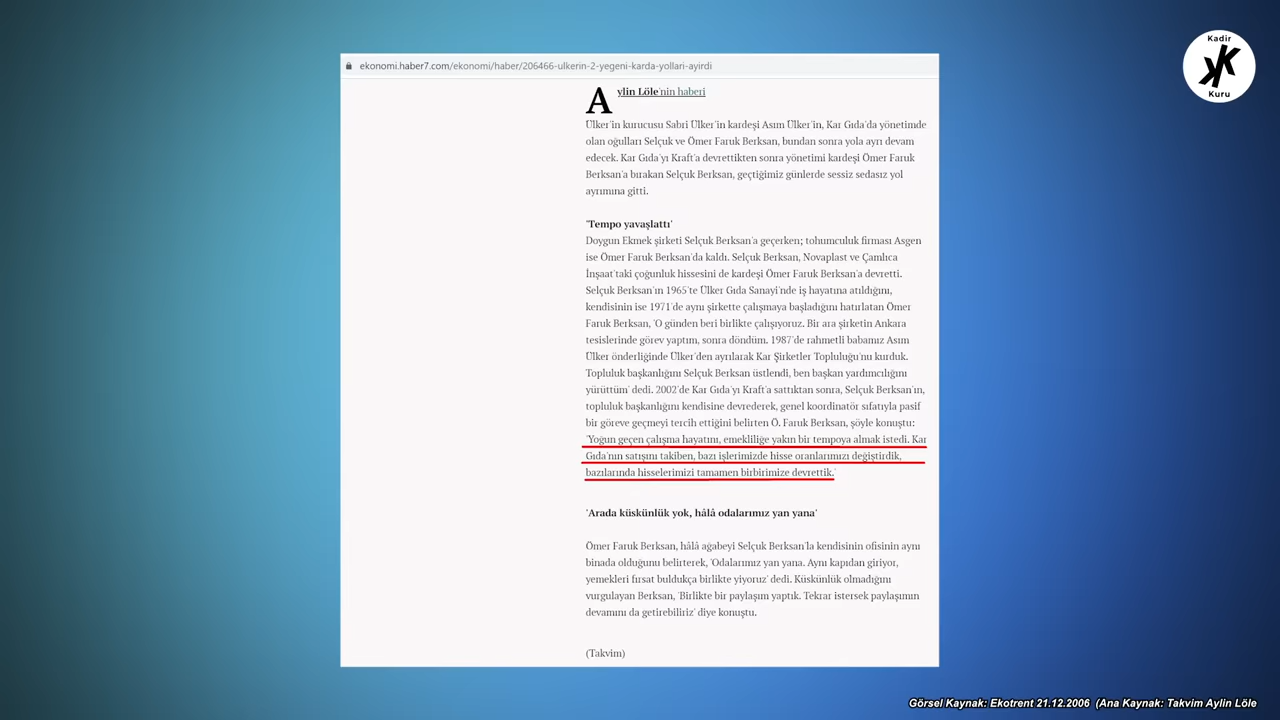 ekonomi.haber7.com/ekonomi/haber/206466-ulkerin-2-yegeni-karda-yollari-ayirdi
Kadir
KK
Kuru
Aylin Löle'nin haberi
Ülker'in kurucusu Sabri Ülker'in kardeşi Asım Ülker'in, Kar Gıda'da yönetimde
olan oğulları Selçuk ve Ömer Faruk Berksan, bundan sonra yola ayrı devam
edecek. Kar Gıda'yı Kraft'a devrettikten sonra yönetimi kardeşi Ömer Faruk
Berksan'a bırakan Selçuk Berksan, geçtiğimiz günlerde sessiz sedasız yol
ayrımına gitti.
'Tempo yavaşlattı'
Doygun Ekmek şirketi Selçuk Berksan'a geçerken; tohumculuk firması Asgen
ise Ömer Faruk Berksan'da kaldı. Selçuk Berksan, Novaplast ve Çamlıca
İnşaat'taki çoğunluk hissesini de kardeşi Ömer Faruk Berksan'a devretti.
Selçuk Berksan'ın 1965'te Ülker Gıda Sanayi'nde iş hayatına atıldığını,
kendisinin ise 1971'de aynı şirkette çalışmaya başladığını hatırlatan Ömer
Faruk Berksan, 'O günden beri birlikte çalışıyoruz. Bir ara şirketin Ankara
tesislerinde görev yaptım, sonra döndüm. 1987'de rahmetli babamız Asım
Ülker önderliğinde Ülker'den ayrılarak Kar Şirketler Topluluğu'nu kurduk.
Topluluk başkanlığını Selçuk Berksan üstlendi, ben başkan yardımcılığını
yürüttüm' dedi. 2002'de Kar Gıda'yı Kraft'a sattıktan sonra, Selçuk Berksan'ın,
topluluk başkanlığını kendisine devrederek, genel koordinatör sıfatıyla pasif
bir göreve geçmeyi tercih ettiğini belirten Ö. Faruk Berksan, şöyle konuştu:
'Yoğun geçen çalışma hayatını, emekliliğe yakın bir tempoya almak istedi. Kar
Gıda'nın satışını takiben, bazı işlerimizde hisse oranlarımızı değiştirdik,
bazılarında hisselerimizi tamamen birbirimize devrettik.'
'Arada küskünlük yok, hâlâ odalarımız yan yana'
Ömer Faruk Berksan, hâlâ ağabeyi Selçuk Berksan'la kendisinin ofisinin aynı
binada olduğunu belirterek, 'Odalarımız yan yana. Aynı kapıdan giriyor,
yemekleri fırsat buldukça birlikte yiyoruz' dedi. Küskünlük olmadığını
vurgulayan Berksan, 'Birlikte bir paylaşım yaptık. Tekrar istersek paylaşımın
devamını da getirebiliriz' diye konuştu.
(Takvim)
Görsel Kaynak: Ekotrent 21.12.2006 (Ana Kaynak: Takvim Aylin Löle